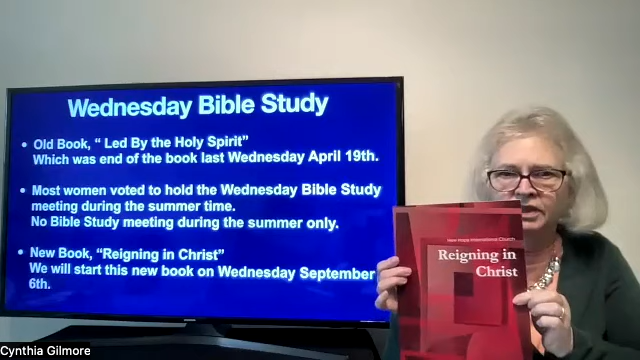 Wednesday Bible Study
• Old Book, “ Led By the Holy Spirit”
Which was end of the book last Wednesday April 19th.
• Most women voted to hold the Wednesday Bible Study
meeting during the summer time.
No Bible Study meeting during the summer only.
• New Book, “Reigning in Christ”
We will start this new book on Wednesday September
6th.
New Hope International Church
Reigning in
Christ
Cynthia Gilmore